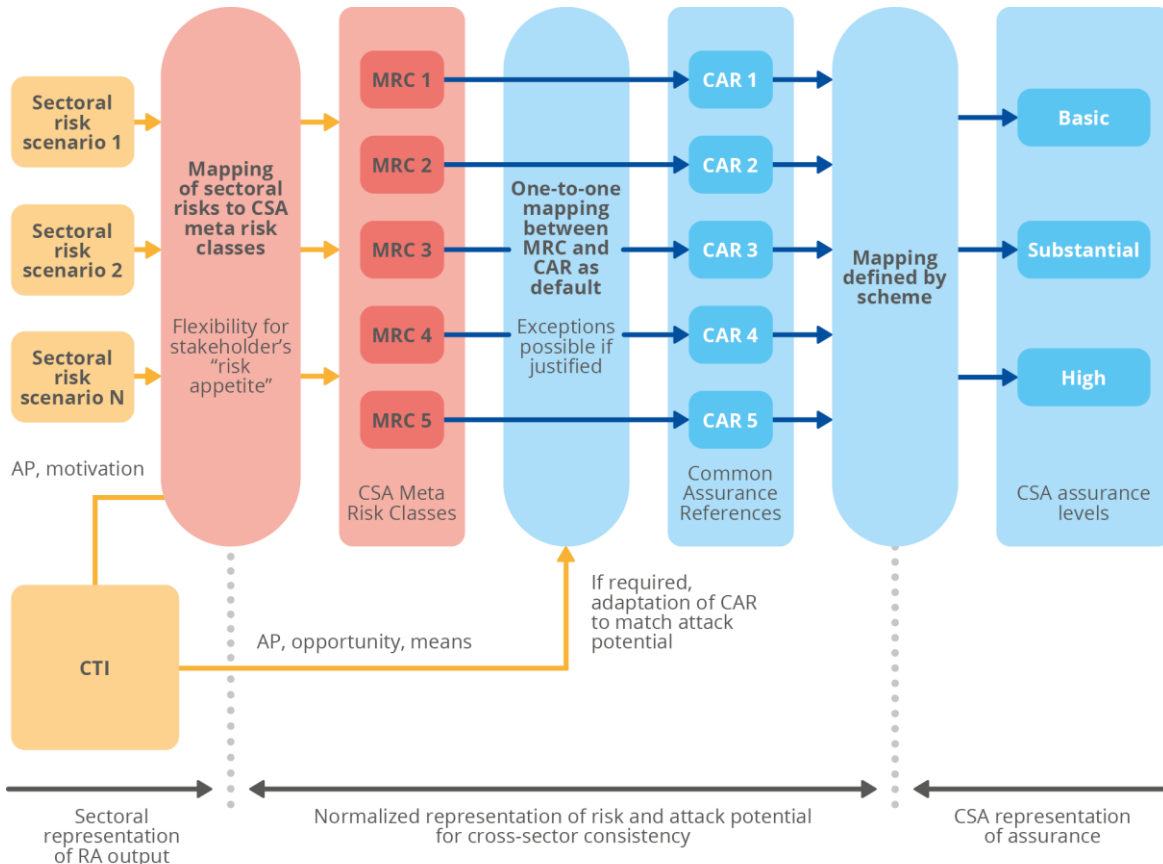 Sectoral
risk
scenario 1
Sectoral
risk
scenario 2
Sectoral
risk
scenario N
Mapping
of sectoral
risks to CSA
meta risk
classes
Flexibility for
stakeholder’s
“risk
appetite”
MRC 1
MRC 2
MRC 3
MRC 4
MRC 5
CSA Meta
Risk Classes
One-to-one
mapping
between
MRC and
CAR as
default
Exceptions
possible if
justified
CAR 1
CAR 2
CAR 3
CAR 4
CAR 5
Common
Assurance
References
Mapping
defined by
scheme
Basic
Substantial
High
CSA assurance
levels
AP, motivation
CTI
AP, opportunity, means
If required,
adaptation of CAR
to match attack
potential
Sectoral
representation
of RA output
Normalized representation of risk and attack potential
for cross-sector consistency
CSA representation
of assurance